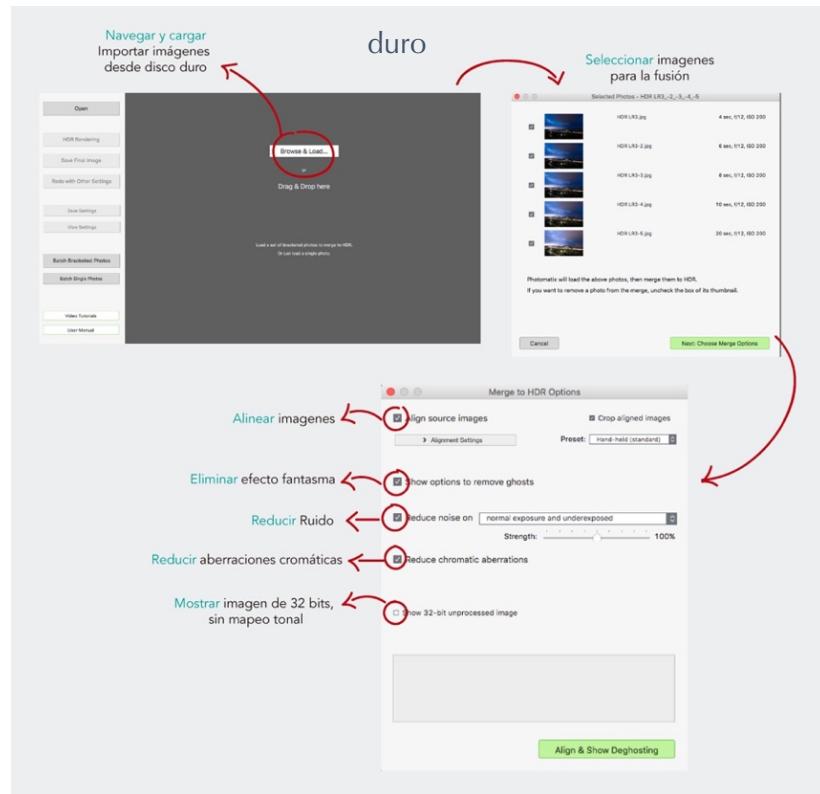 duro
Navegar y cargar
Importar imágenes
desde disco duro
Seleccionar imagenes
para la fusión
Open
HDR Rendering
Save Final Image
Redo with Other Settings
Save Settings
View Settings
Batch Bracketed Photos
Batch Single Photos
Video Tutorials
User Manual
Browse & Load...
or
Drag & Drop here
Load a set of bracketed photos to merge to HDR.
Or just load a single photo.
Selected Photos - HDR LR3_-2_-3_-4_-5
HDR LR3.jpg 4 sec, f/12, ISO 200
HDR LR3-2.jpg 6 sec, f/12, ISO 200
HDR LR3-3.jpg 8 sec, f/12, ISO 200
HDR LR3-4.jpg 10 sec, f/12, ISO 200
HDR LR3-5.jpg 20 sec, f/12, ISO 200
Photomatix will load the above photos, then merge them to HDR.
If you want to remove a photo from the merge, uncheck the box of its thumbnail.
Cancel
Next: Choose Merge Options
Merge to HDR Options
Alinear imagenes
Align source images
Crop aligned images
Alignment Settings
Preset: Hand-held (standard)
Eliminar efecto fantasma
Show options to remove ghosts
Reducir Ruido
Reduce noise on normal exposure and underexposed
Strength: 100%
Reducir aberraciones cromáticas
Reduce chromatic aberrations
Mostrar imagen de 32 bits,
sin mapeo tonal
Show 32-bit unprocessed image
Align & Show Deghosting